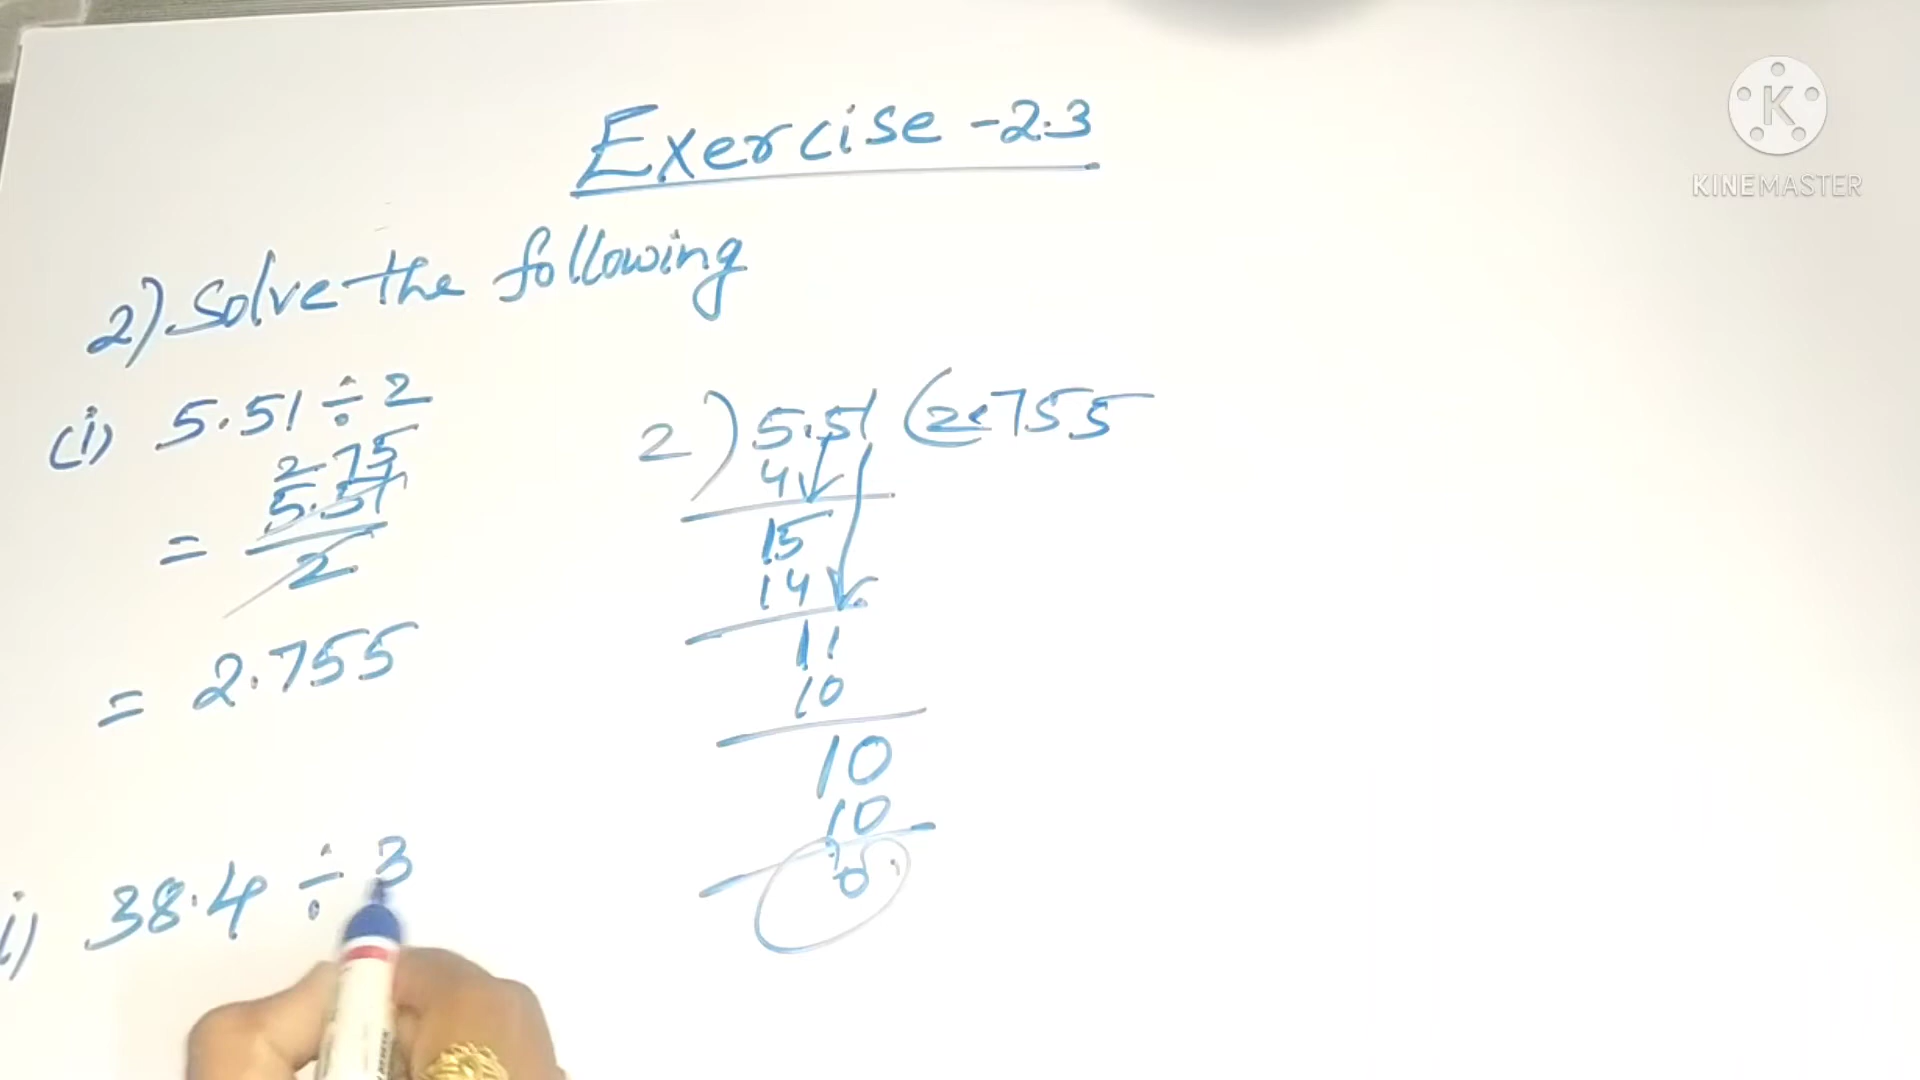 Exercise -2.3
2) Solve the following
(i) 5.51 ÷ 2
2.75
= 5.51
2
= 2.755
2 ) 5.51 ( 2.755
4
15
14
11
10
10
10
0
i) 38.4 ÷ 3
K
KINEMASTER